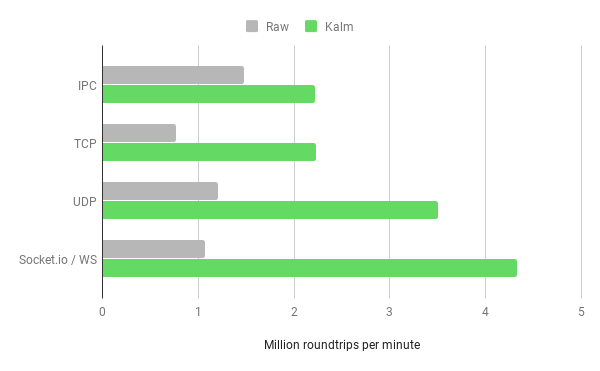 Raw Kalm
IPC
TCP
UDP
Socket.io / WS
0 1 2 3 4 5
Million roundtrips per minute